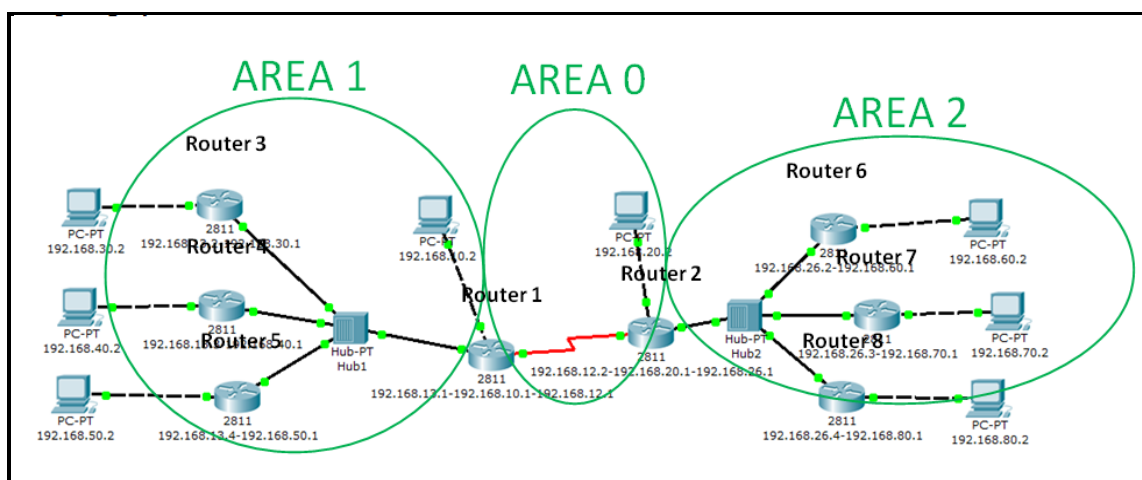 AREA 1
AREA 0
AREA 2
Router 3
Router 6
2811
PC-PT
192.168.30.2
Router 4
PC-PT
PC-PT
192.168.20.2
Router 7
192.168.26.2-192.168.60.1
PC-PT
192.168.60.2
Router 1
Router 2
2811
PC-PT
192.168.40.2
Router 5
Hub-PT
Hub1
2811
192.168.13.1-192.168.10.1-192.168.12.1
2811
192.168.12.2-192.168.20.1-192.168.26.1
Hub-PT
Hub2
Router 8
192.168.26.3-192.168.70.1
PC-PT
192.168.70.2
PC-PT
192.168.50.2
2811
192.168.13.4-192.168.50.1
2811
192.168.26.4-192.168.80.1
PC-PT
192.168.80.2